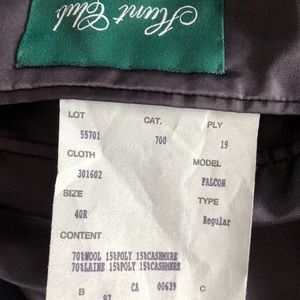 Hunt Club
LOT CAT. PLY
55701 700 19
CLOTH MODEL
301602 FALCON
SIZE TYPE
40R Regular
CONTENT
70%WOOL 15%POLY 15%CASHMERE
70%LAINE 15%POLY 15%CASHMIRE
B CA 00639 C
97